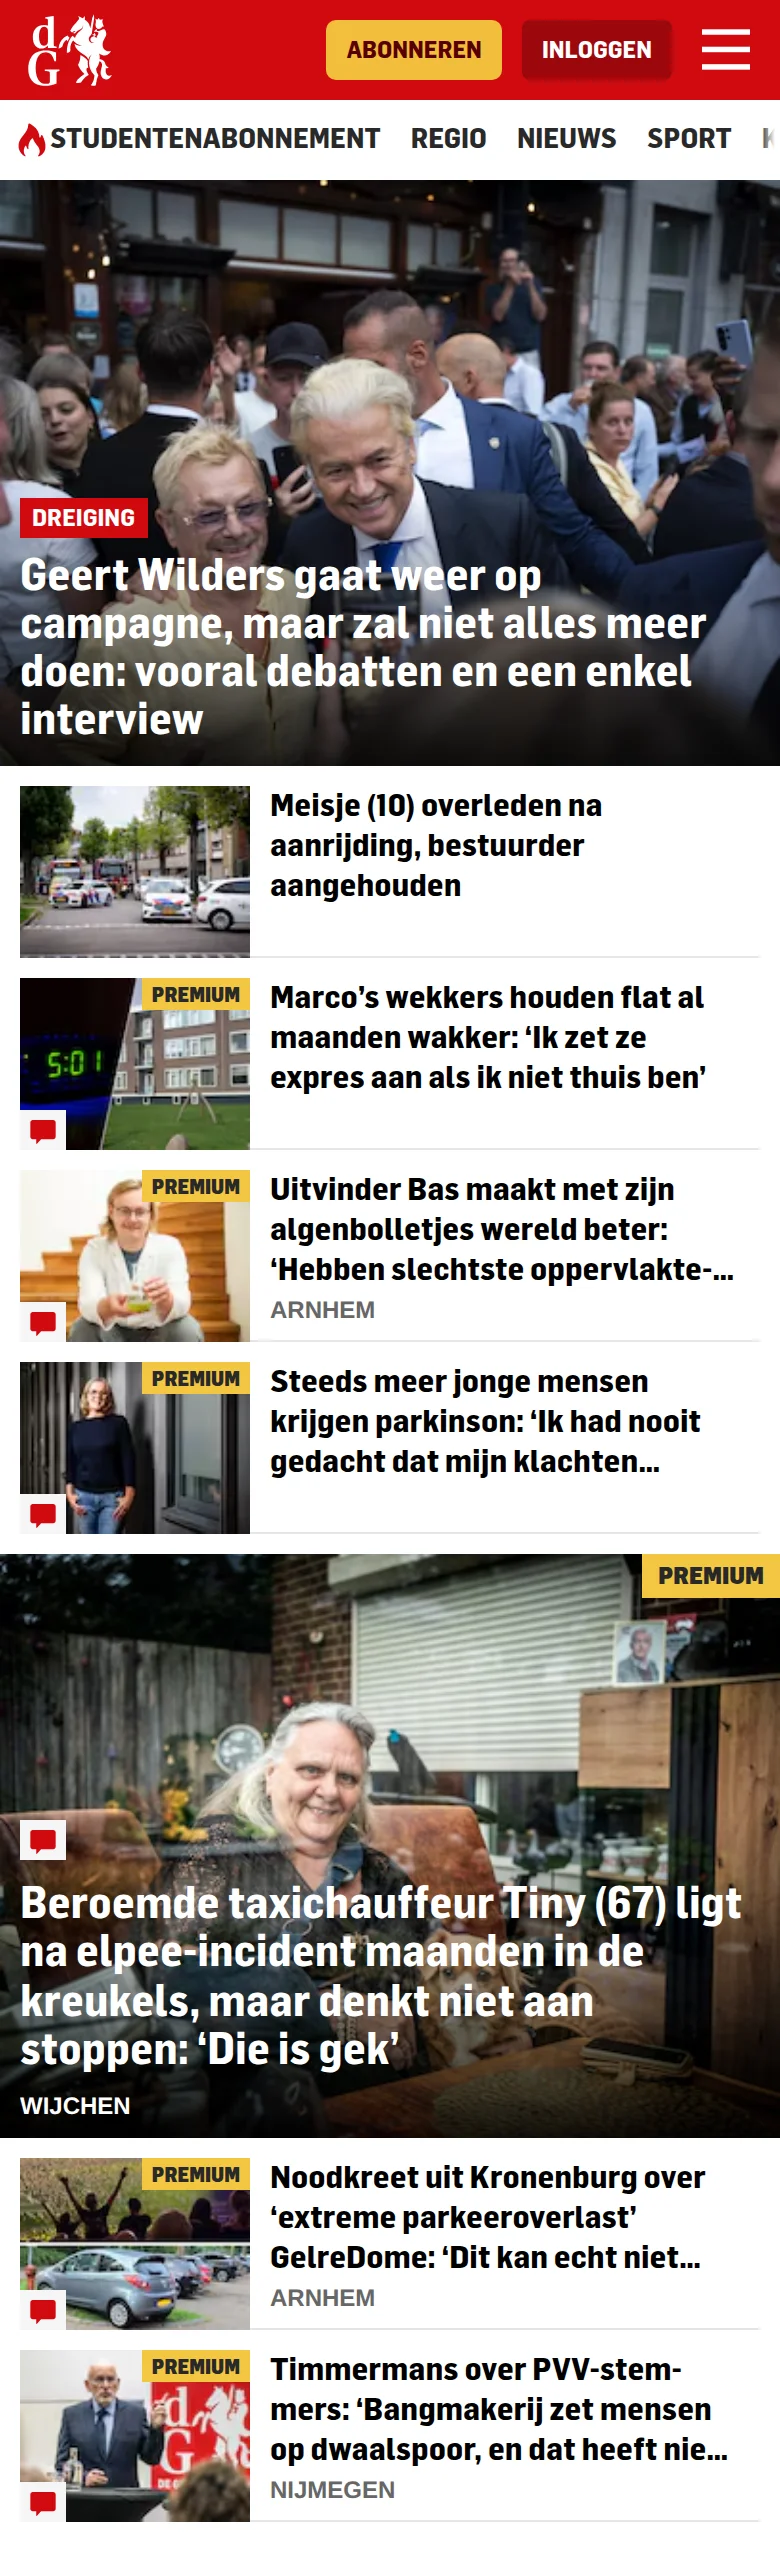 d
G
ABONNEREN
INLOGGEN
STUDENTENABONNEMENT REGIO NIEUWS SPORT
DREIGING
Geert Wilders gaat weer op
campagne, maar zal niet alles meer
doen: vooral debatten en een enkel
interview
Meisje (10) overleden na
aanrijding, bestuurder
aangehouden
PREMIUM
5:01
Marco’s wekkers houden flat al
maanden wakker: ‘Ik zet ze
expres aan als ik niet thuis ben’
PREMIUM
Uitvinder Bas maakt met zijn
algenbolletjes wereld beter:
‘Hebben slechtste oppervlakte-...
ARNHEM
PREMIUM
Steeds meer jonge mensen
krijgen parkinson: ‘Ik had nooit
gedacht dat mijn klachten...
PREMIUM
Beroemde taxichauffeur Tiny (67) ligt
na elpee-incident maanden in de
kreukels, maar denkt niet aan
stoppen: ‘Die is gek’
WIJCHEN
PREMIUM
Noodkreet uit Kronenburg over
‘extreme parkeeroverlast’
GelreDome: ‘Dit kan echt niet...
ARNHEM
PREMIUM
d
G
Timmermans over PVV-stem-
mers: ‘Bangmakerij zet mensen
op dwaalspoor, en dat heeft nie...
NIJMEGEN